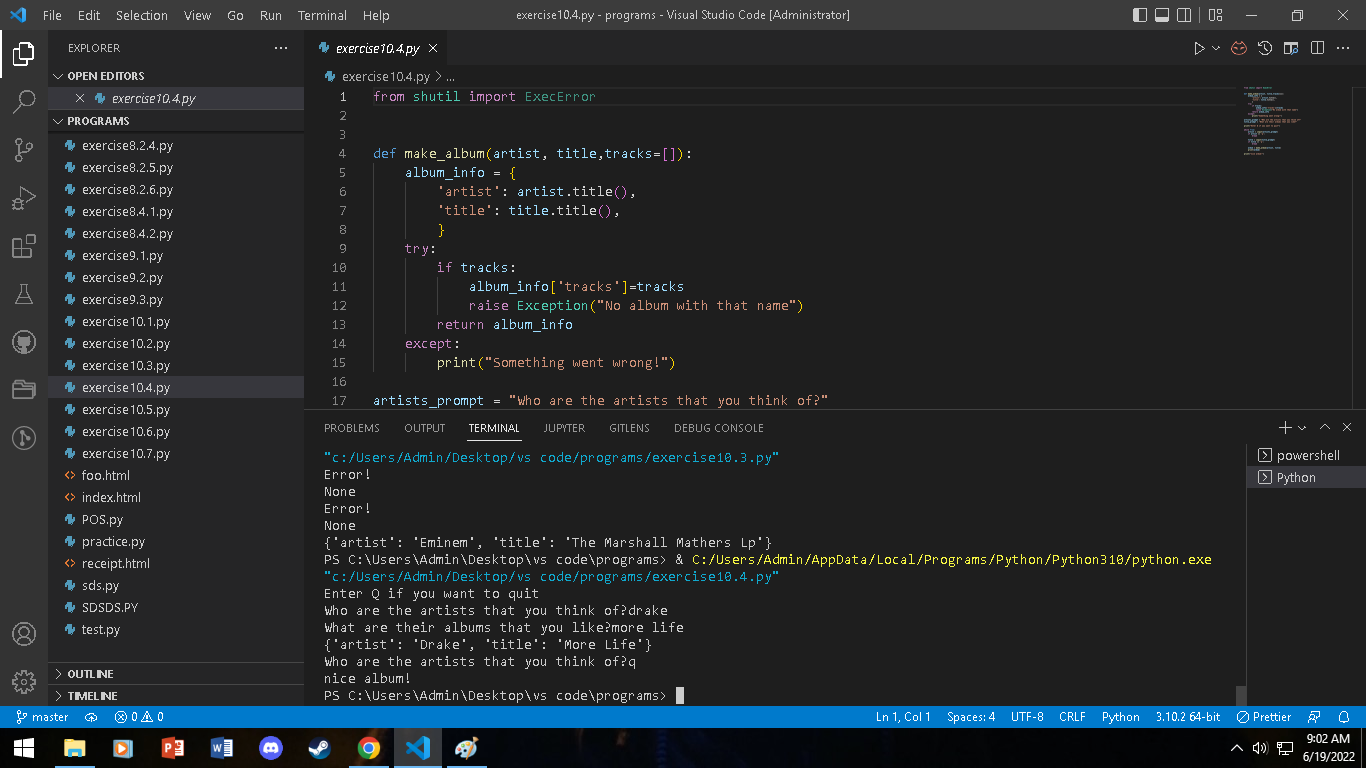 File Edit Selection View Go Run Terminal Help
exercise10.4.py - programs - Visual Studio Code [Administrator]
EXPLORER
OPEN EDITORS
exercise10.4.py
PROGRAMS
exercise8.2.4.py
exercise8.2.5.py
exercise8.2.6.py
exercise8.4.1.py
exercise8.4.2.py
exercise9.1.py
exercise9.2.py
exercise9.3.py
exercise10.1.py
exercise10.2.py
exercise10.3.py
exercise10.4.py
exercise10.5.py
exercise10.6.py
exercise10.7.py
foo.html
index.html
POS.py
practice.py
receipt.html
sds.py
SDSDS.PY
test.py
OUTLINE
TIMELINE
exercise10.4.py
exercise10.4.py > ...
1 from shutil import ExecError
2
3
4 def make_album(artist, title,tracks=[]):
5 album_info = {
6 'artist': artist.title(),
7 'title': title.title(),
8 }
9 try:
10 if tracks:
11 album_info['tracks']=tracks
12 raise Exception("No album with that name")
13 return album_info
14 except:
15 print("Something went wrong!")
16
17 artists_prompt = "Who are the artists that you think of?"
PROBLEMS OUTPUT TERMINAL JUPYTER GITLENS DEBUG CONSOLE
"c:/Users/Admin/Desktop/vs code/programs/exercise10.3.py"
Error!
None
Error!
None
{'artist': 'Eminem', 'title': 'The Marshall Mathers Lp'}
PS C:\Users\Admin\Desktop\vs code\programs> & C:/Users/Admin/AppData/Local/Programs/Python/Python310/python.exe
"c:/Users/Admin/Desktop/vs code/programs/exercise10.4.py"
Enter Q if you want to quit
Who are the artists that you think of?drake
What are their albums that you like?more life
{'artist': 'Drake', 'title': 'More Life'}
Who are the artists that you think of?q
nice album!
PS C:\Users\Admin\Desktop\vs code\programs>
powershell
Python
master 0 0 Ln 1, Col 1 Spaces: 4 UTF-8 CRLF Python 3.10.2 64-bit Prettier
9:02 AM
6/19/2022